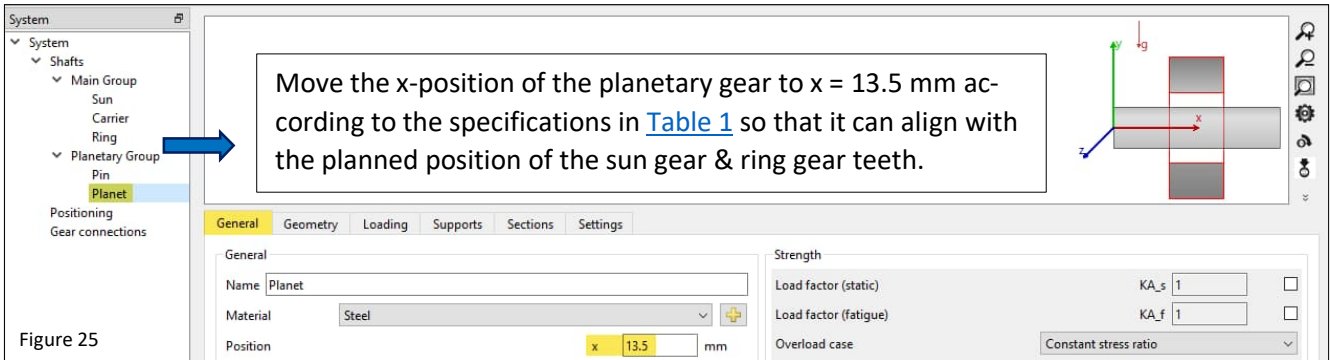 System
System
Shafts
Main Group
Sun
Carrier
Ring
Planetary Group
Pin
Planet
Positioning
Gear connections
Move the x-position of the planetary gear to x = 13.5 mm ac-
cording to the specifications in Table 1 so that it can align with
the planned position of the sun gear & ring gear teeth.
y g
x
z
General Geometry Loading Supports Sections Settings
General
Name Planet
Material Steel
Position x 13.5 mm
Strength
Load factor (static) KA_s 1
Load factor (fatigue) KA_f 1
Overload case Constant stress ratio
Figure 25